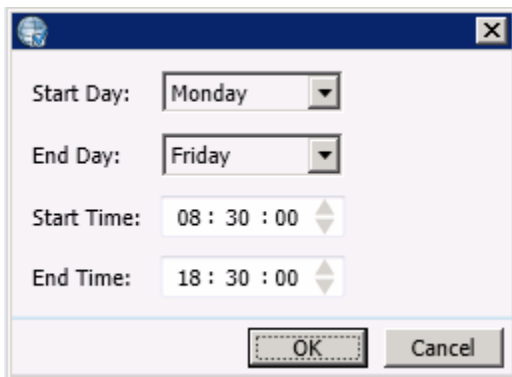 Start Day: Monday
End Day: Friday
Start Time: 08 : 30 : 00
End Time: 18 : 30 : 00
OK Cancel